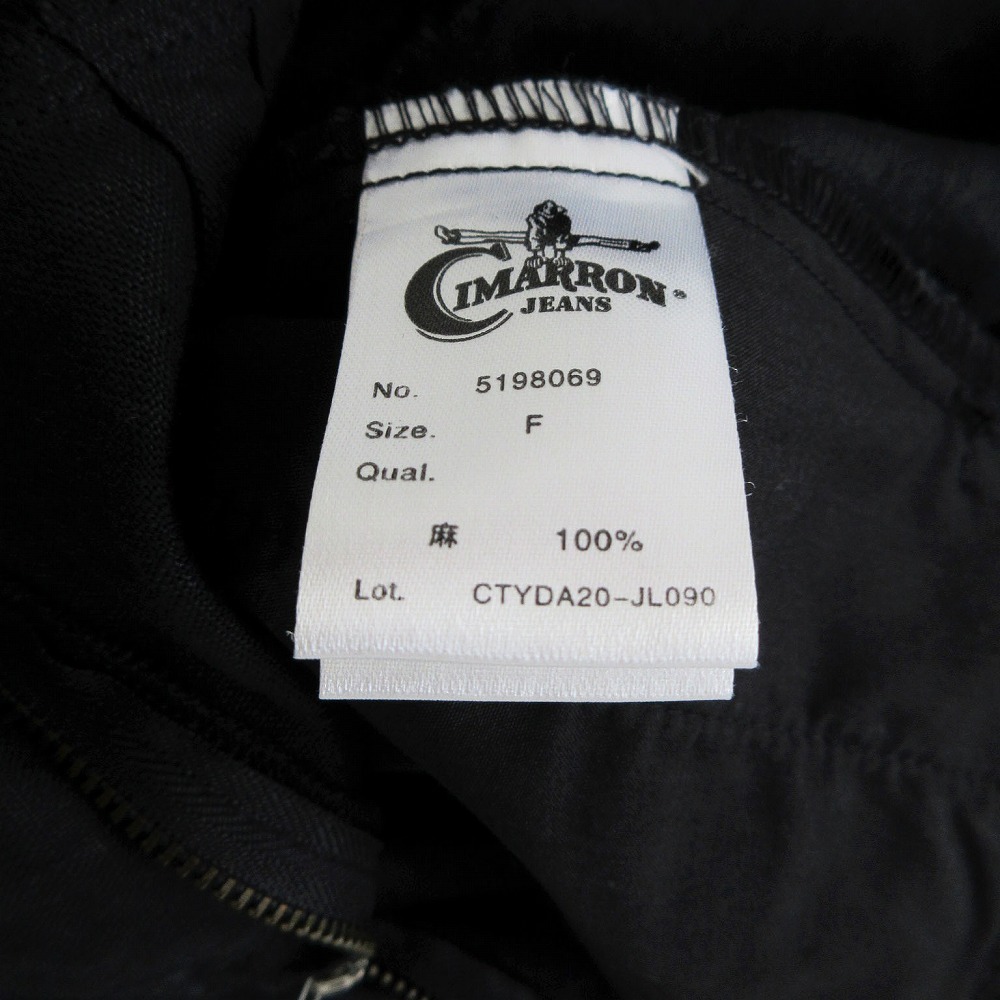 CIMARRON®
JEANS
No. 5198069
Size. F
Qual.
麻 100%
Lot. CTYDA20-JL090